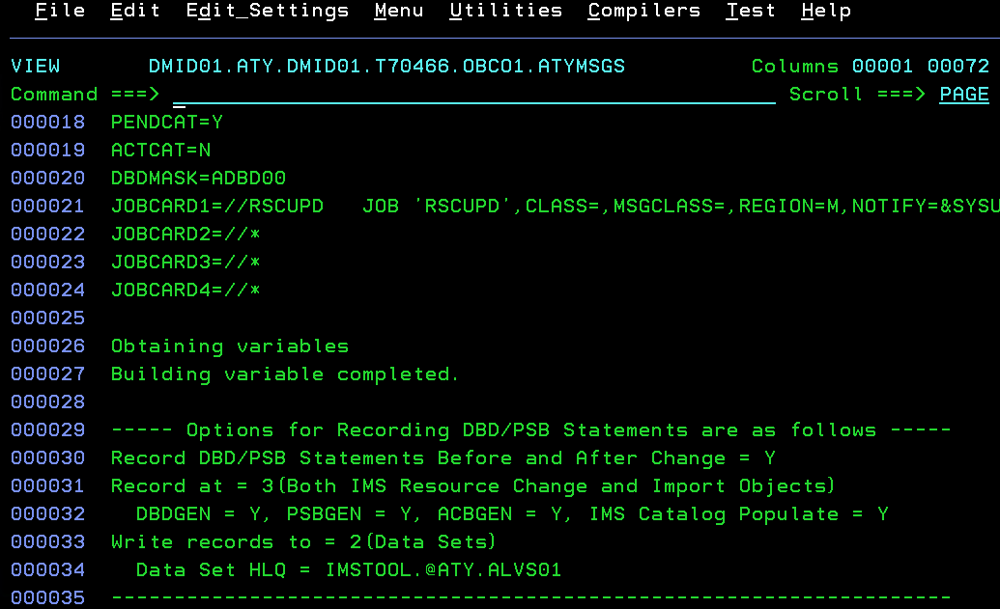 File  Edit  Edit_Settings  Menu  Utilities  Compilers  Test  Help
VIEW       DMID01.ATY.DMID01.T70466.OBCO1.ATYMSGS          Columns 00001 00072
Command ===>                                                  Scroll ===> PAGE
000018  PENDCAT=Y
000019  ACTCAT=N
000020  DBDMASK=ADBD00
000021  JOBCARD1=//RSCUPD   JOB 'RSCUPD',CLASS=,MSGCLASS=,REGION=M,NOTIFY=&SYSU
000022  JOBCARD2=//*
000023  JOBCARD3=//*
000024  JOBCARD4=//*
000025
000026  Obtaining variables
000027  Building variable completed.
000028
000029  ----- Options for Recording DBD/PSB Statements are as follows -----
000030  Record DBD/PSB Statements Before and After Change = Y
000031  Record at = 3(Both IMS Resource Change and Import Objects)
000032    DBDGEN = Y, PSBGEN = Y, ACBGEN = Y, IMS Catalog Populate = Y
000033  Write records to = 2(Data Sets)
000034    Data Set HLQ = IMSTOOL.@ATY.ALVS01
000035  -------------------------------------------------------------------